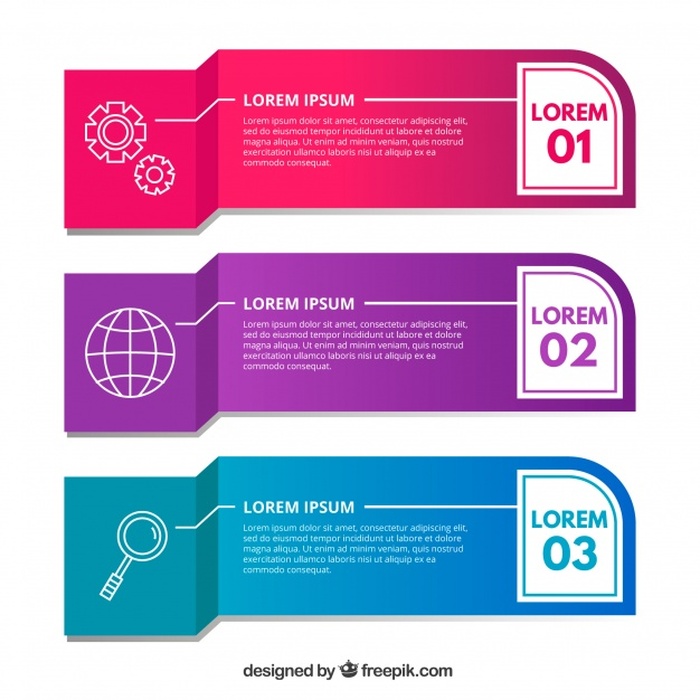 LOREM IPSUM
Lorem ipsum dolor sit amet, consectetur adipiscing elit,
sed do eiusmod tempor incididunt ut labore et dolore
magna aliqua. Ut enim ad minim veniam, quis nostrud
exercitation ullamco laboris nisi ut aliquip ex ea
commodo consequat.
LOREM
01
LOREM IPSUM
Lorem ipsum dolor sit amet, consectetur adipiscing elit,
sed do eiusmod tempor incididunt ut labore et dolore
magna aliqua. Ut enim ad minim veniam, quis nostrud
exercitation ullamco laboris nisi ut aliquip ex ea
commodo consequat.
LOREM
02
LOREM IPSUM
Lorem ipsum dolor sit amet, consectetur adipiscing elit,
sed do eiusmod tempor incididunt ut labore et dolore
magna aliqua. Ut enim ad minim veniam, quis nostrud
exercitation ullamco laboris nisi ut aliquip ex ea
commodo consequat.
LOREM
03
designed by freepik.com